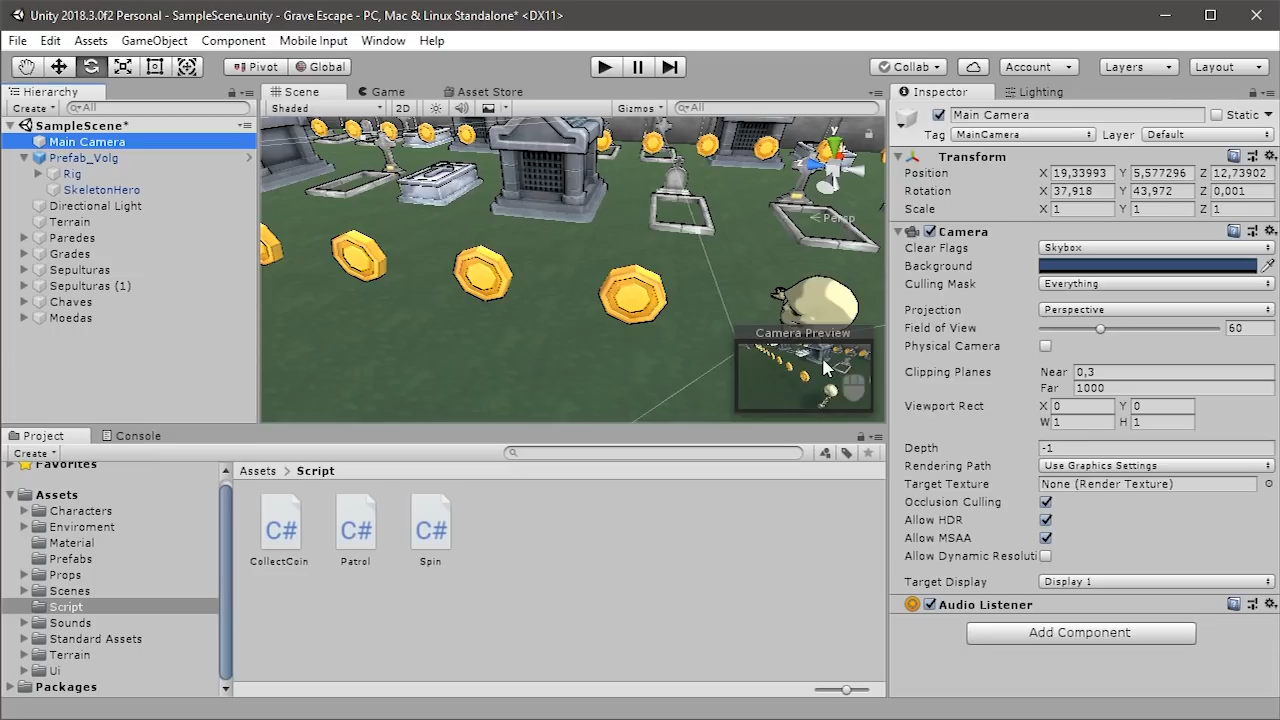 Unity 2018.3.0f2 Personal - SampleScene.unity - Grave Escape - PC, Mac & Linux Standalone* <DX11>
File Edit Assets GameObject Component Mobile Input Window Help
Pivot Global Collab Account Layers Layout
Hierarchy
Create All
SampleScene*
Main Camera
Prefab_Volg
Rig
SkeletonHero
Directional Light
Terrain
Paredes
Grades
Sepulturas
Sepulturas (1)
Chaves
Moedas
Scene Game Asset Store
Shaded 2D Gizmos All
y
Persp
Camera Preview
Inspector Lighting
Main Camera Static
Tag MainCamera Layer Default
Transform
Position X 19,33993 Y 5,577296 Z 12,73902
Rotation X 37,918 Y 43,972 Z 0,001
Scale X 1 Y 1 Z 1
Camera
Clear Flags Skybox
Background
Culling Mask Everything
Projection Perspective
Field of View 60
Physical Camera
Clipping Planes Near 0,3
Far 1000
Viewport Rect X 0 Y 0
W 1 H 1
Depth -1
Rendering Path Use Graphics Settings
Target Texture None (Render Texture)
Occlusion Culling
Allow HDR
Allow MSAA
Allow Dynamic Resoluti
Target Display Display 1
Audio Listener
Add Component
Project Console
Create
Favorites
Assets
Characters
Enviroment
Material
Prefabs
Props
Scenes
Script
Sounds
Standard Assets
Terrain
Ui
Packages
Assets > Script
C# C# C#
CollectCoin Patrol Spin